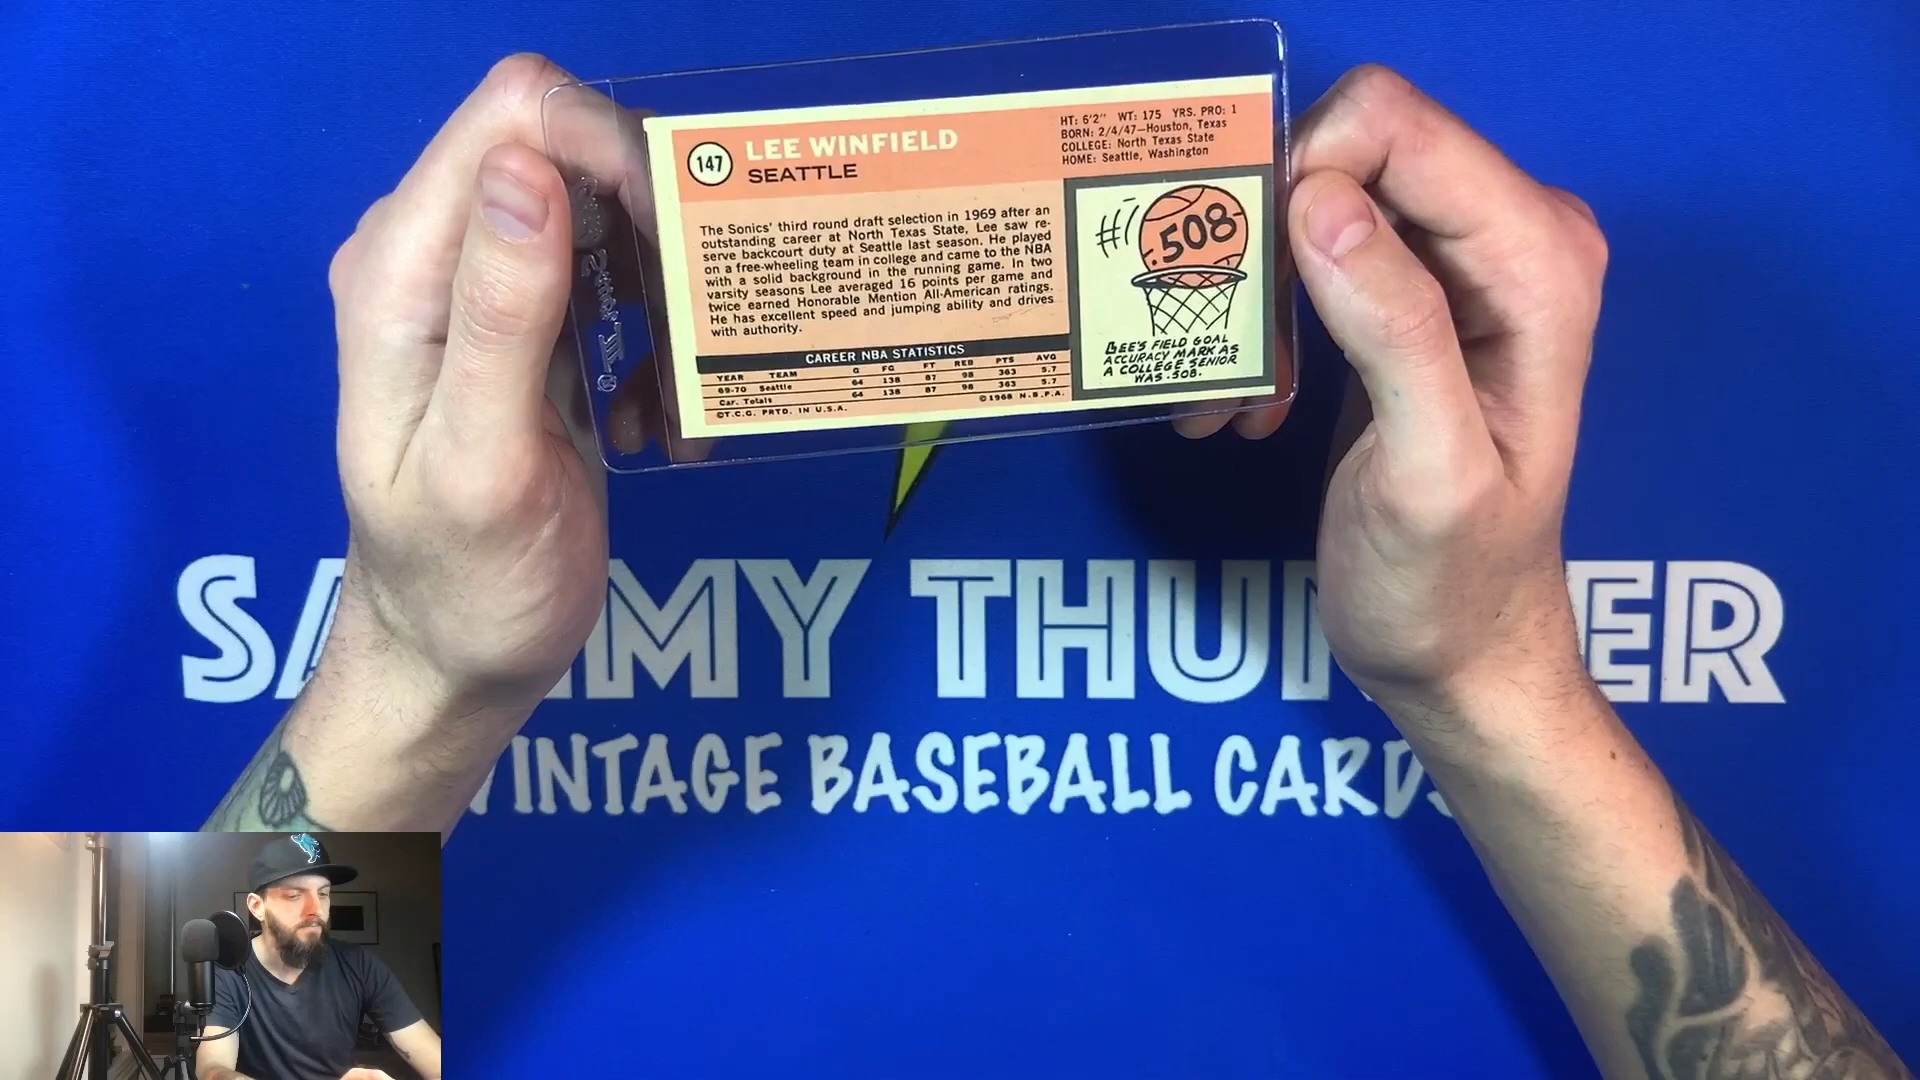 147
LEE WINFIELD
SEATTLE
HT: 6'2" WT: 175 YRS. PRO: 1
BORN: 2/4/47—Houston, Texas
COLLEGE: North Texas State
HOME: Seattle, Washington
The Sonics' third round draft selection in 1969 after an
outstanding career at North Texas State, Lee saw re-
serve backcourt duty at Seattle last season. He played
on a free-wheeling team in college and came to the NBA
with a solid background in the running game. In two
varsity seasons Lee averaged 16 points per game and
twice earned Honorable Mention All-American ratings.
He has excellent speed and jumping ability and drives
with authority.
.508
LEE'S FIELD GOAL
ACCURACY MARK AS
A COLLEGE SENIOR
WAS .508.
CAREER NBA STATISTICS
YEAR TEAM G FG FT REB PTS AVG
69-70 Seattle 64 138 87 98 363 5.7
Car. Totals 64 138 87 98 363 5.7
©T.C.G. PRTD. IN U.S.A. ©1968 N.B.P.A.
SAMMY THUNDER
VINTAGE BASEBALL CARDS